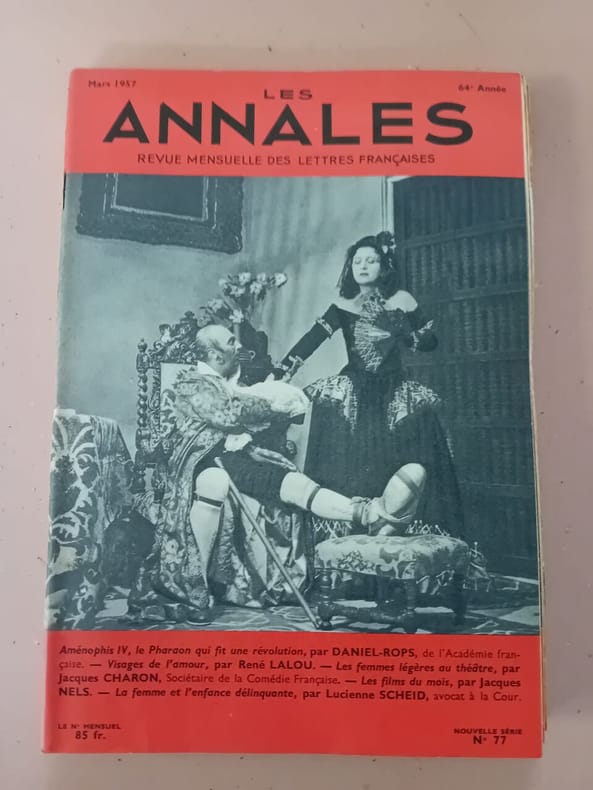 Mars 1957
64e Année
LES
ANNALES
REVUE MENSUELLE DES LETTRES FRANÇAISES
Aménophis IV, le Pharaon qui fit une révolution, par DANIEL-ROPS, de l'Académie fran-
çaise. — Visages de l'amour, par René LALOU. — Les femmes légères au théâtre, par
Jacques CHARON, Sociétaire de la Comédie Française. — Les films du mois, par Jacques
NELS. — La femme et l'enfance délinquante, par Lucienne SCHEID, avocat à la Cour.
LE No MENSUEL
85 fr.
NOUVELLE SÉRIE
No 77